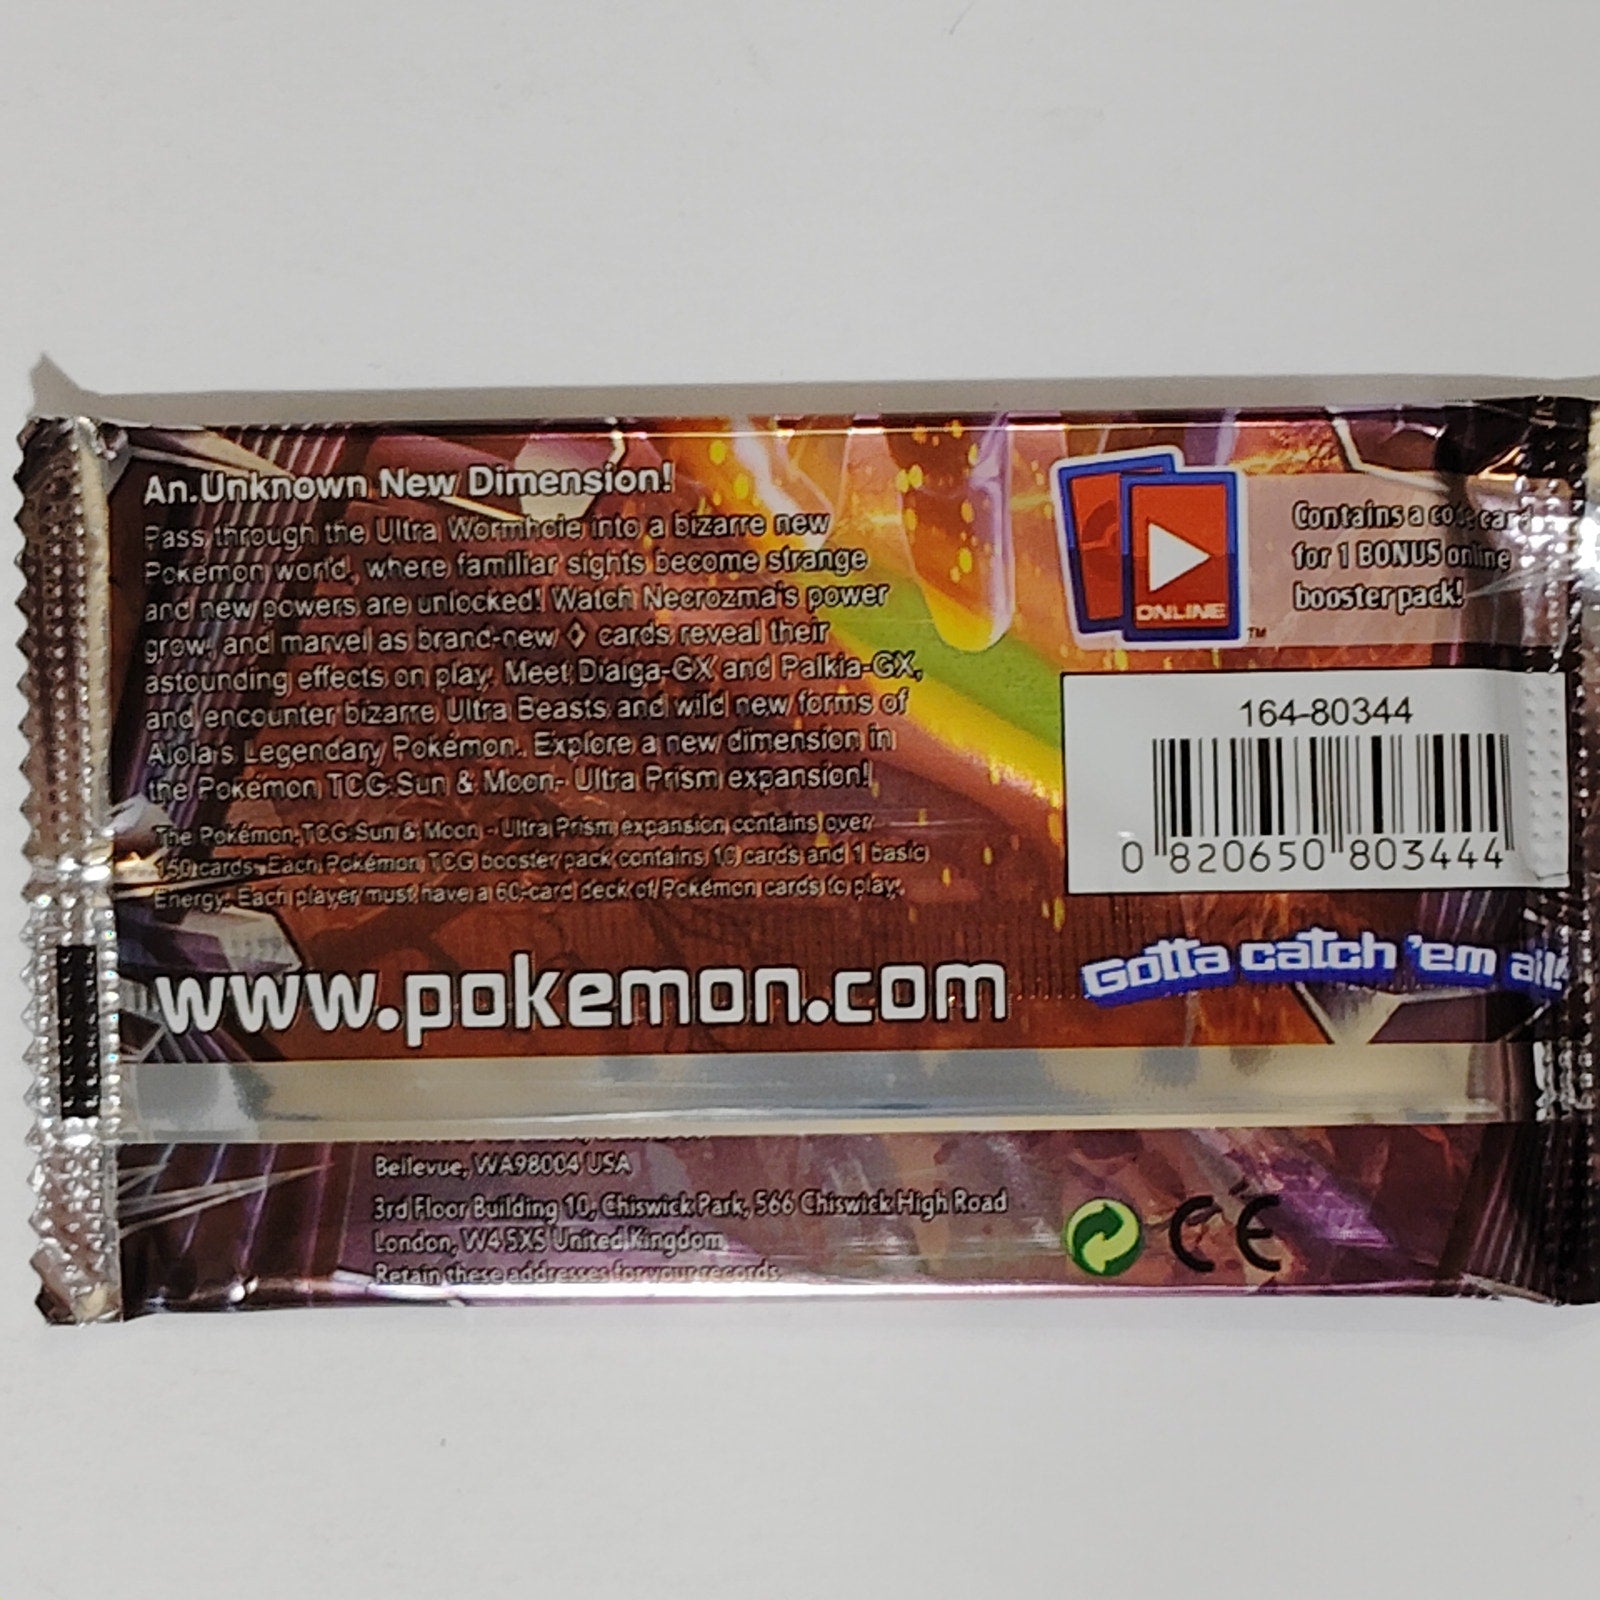 An Unknown New Dimension!
Pass through the Ultra Wormhole into a bizarre new
Pokémon world, where familiar sights become strange
and new powers are unlocked! Watch Necrozma's power
grow, and marvel as brand-new ◇ cards reveal their
astounding effects on play. Meet Dialga-GX and Palkia-GX,
and encounter bizarre Ultra Beasts and wild new forms of
Alola's Legendary Pokémon. Explore a new dimension in
the Pokémon TCG: Sun & Moon- Ultra Prism expansion!
The Pokémon TCG: Sun & Moon - Ultra Prism expansion contains over
150 cards. Each Pokémon TCG booster pack contains 10 cards and 1 basic
Energy. Each player must have a 60-card deck of Pokémon cards to play.
www.pokemon.com
ONLINE
TM
Contains a code card
for 1 BONUS online
booster pack!
164-80344
0 820650 803444
Gotta catch 'em all!
Bellevue, WA98004 USA
3rd Floor Building 10, Chiswick Park, 566 Chiswick High Road
London, W4 5XS United Kingdom
Retain these addresses for your records.
CE